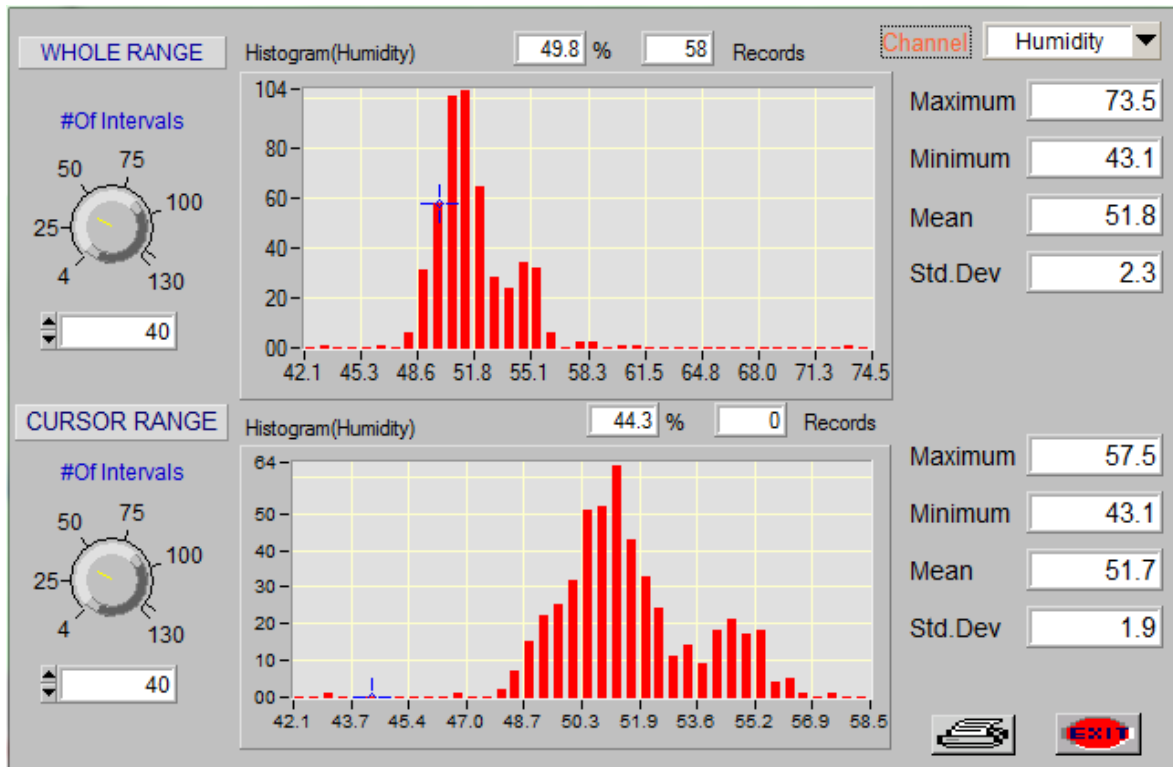 WHOLE RANGE
Histogram(Humidity) 49.8 % 58 Records
Channel Humidity
#Of Intervals
4 25 50 75 100 130
40
104
80
60
40
20
00
42.1 45.3 48.6 51.8 55.1 58.3 61.5 64.8 68.0 71.3 74.5
Maximum 73.5
Minimum 43.1
Mean 51.8
Std.Dev 2.3
CURSOR RANGE
Histogram(Humidity) 44.3 % 0 Records
#Of Intervals
4 25 50 75 100 130
40
64
50
40
30
20
10
00
42.1 43.7 45.4 47.0 48.7 50.3 51.9 53.6 55.2 56.9 58.5
Maximum 57.5
Minimum 43.1
Mean 51.7
Std.Dev 1.9
EXIT